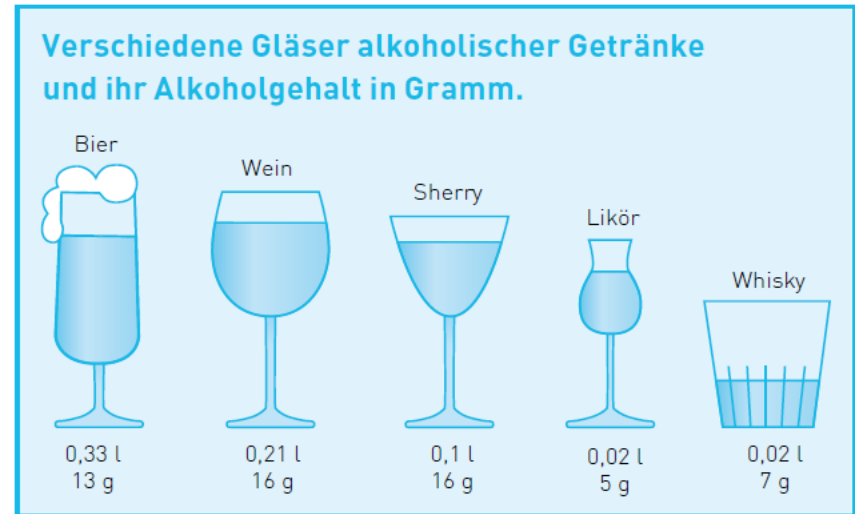 Verschiedene Gläser alkoholischer Getränke
und ihr Alkoholgehalt in Gramm.
Bier
Wein
Sherry
Likör
Whisky
0,33 l
13 g
0,21 l
16 g
0,1 l
16 g
0,02 l
5 g
0,02 l
7 g